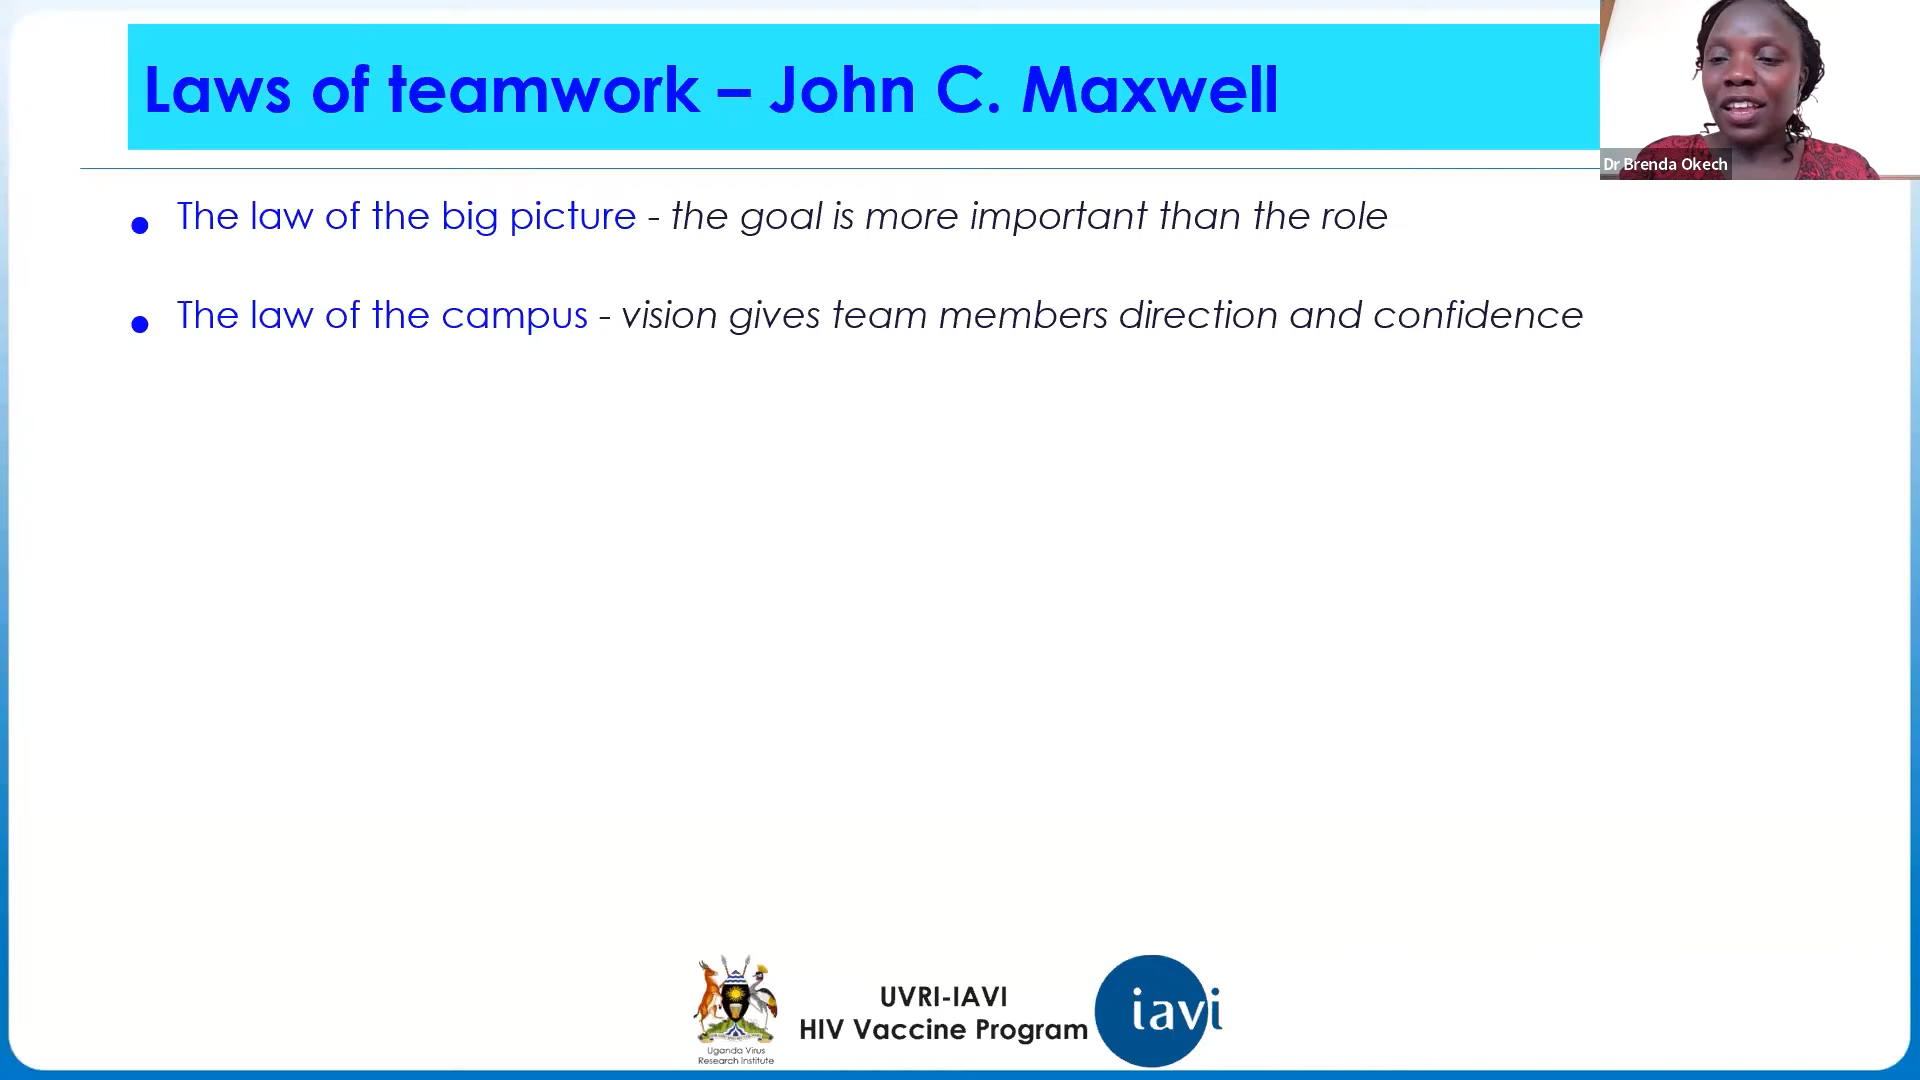 Laws of teamwork – John C. Maxwell
Dr Brenda Okech
• The law of the big picture - the goal is more important than the role
• The law of the campus - vision gives team members direction and confidence
UVRI-IAVI
HIV Vaccine Program
iavi
Uganda Virus
Research Institute